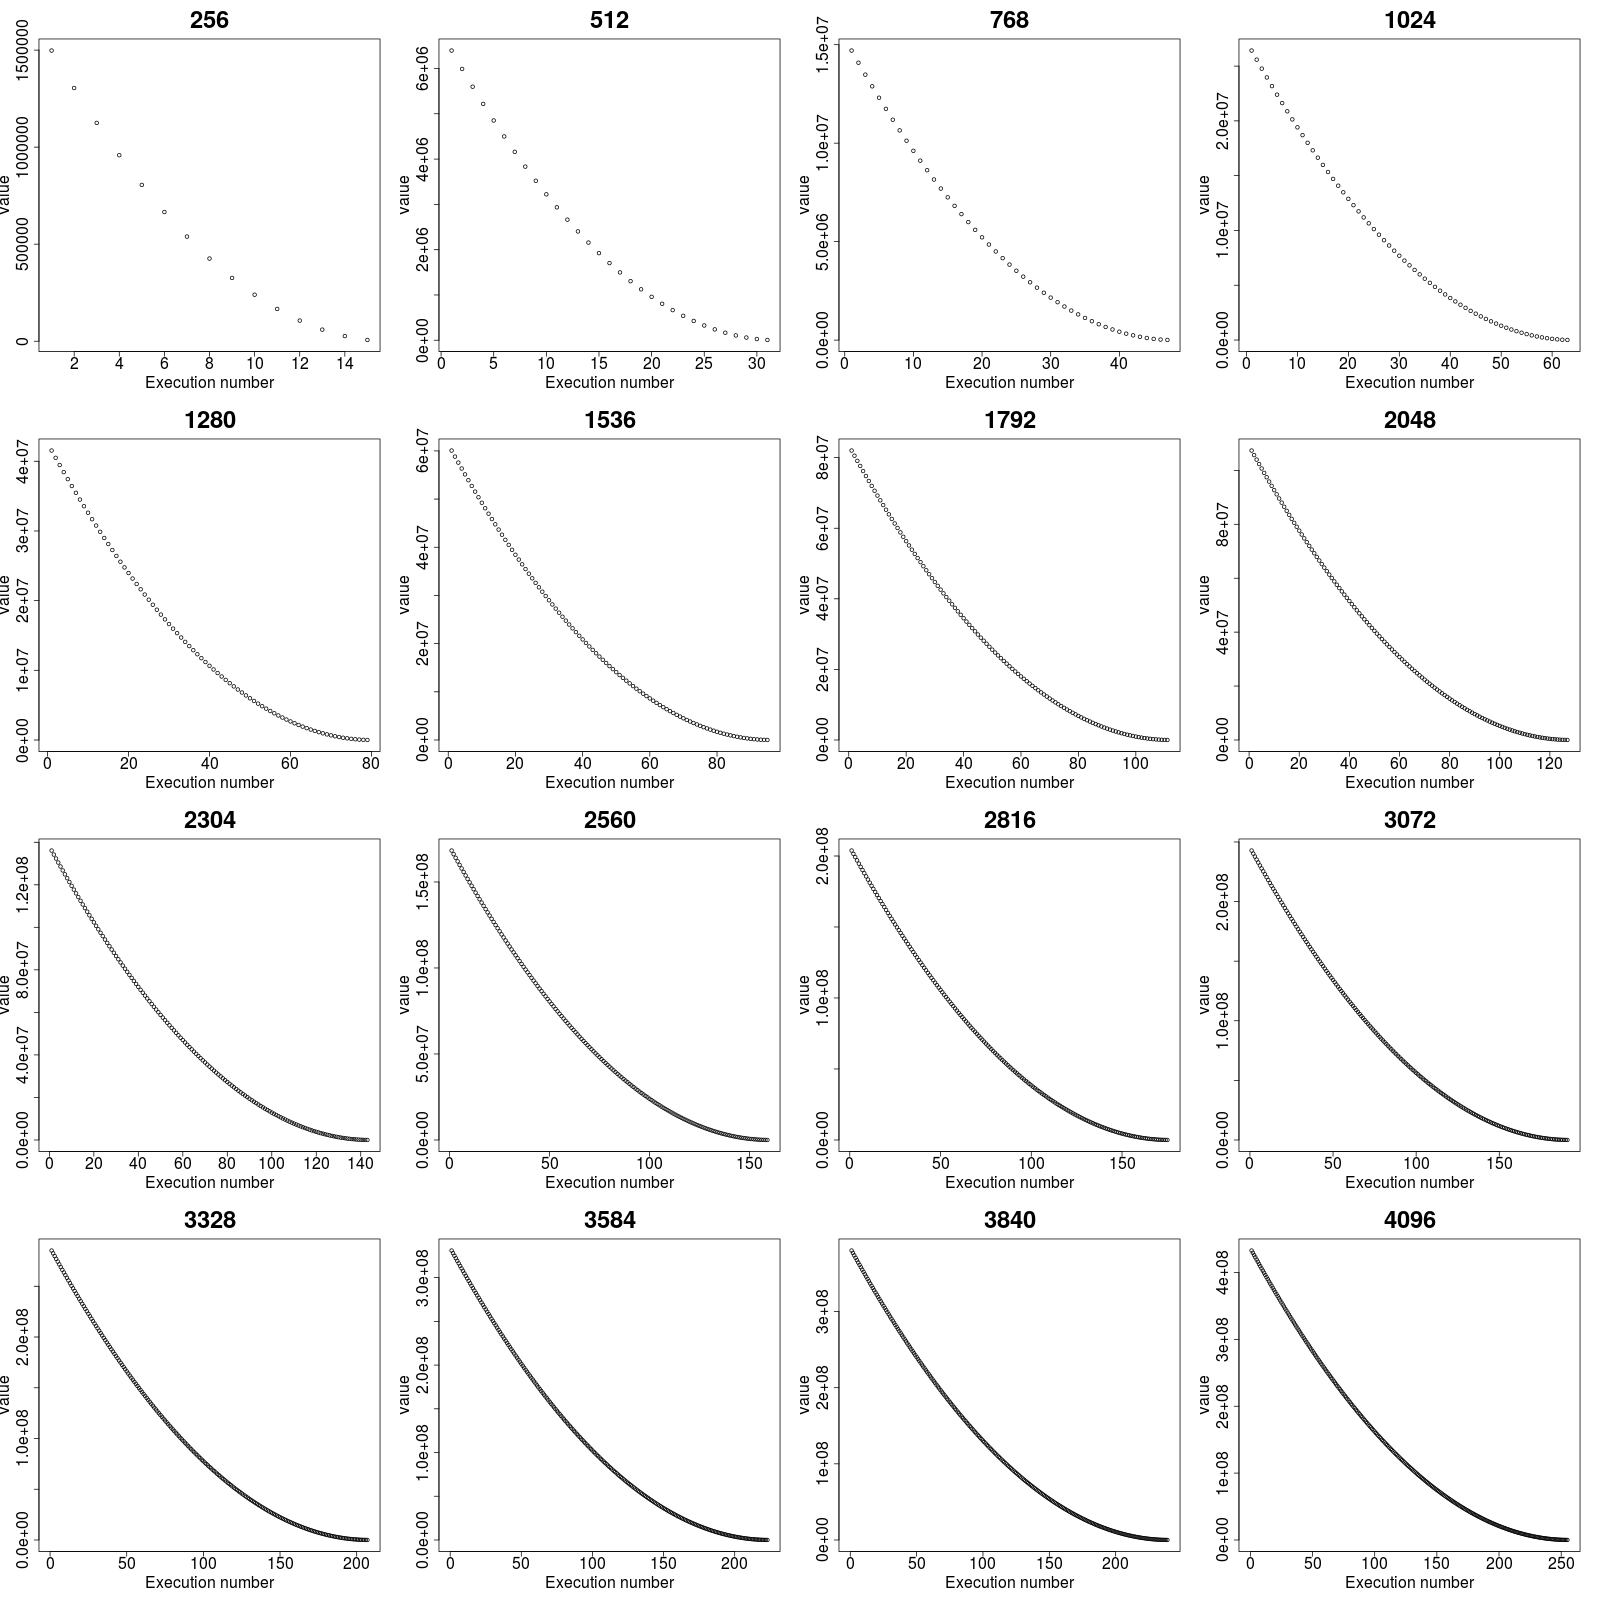 256
1500000
1000000
500000
0
value
2 4 6 8 10 12 14
Execution number
512
6e+06
4e+06
2e+06
0e+00
value
0 5 10 15 20 25 30
Execution number
768
1.5e+07
1.0e+07
5.0e+06
0.0e+00
value
0 10 20 30 40
Execution number
1024
2.0e+07
1.0e+07
0.0e+00
value
0 10 20 30 40 50 60
Execution number
1280
4e+07
3e+07
2e+07
1e+07
0e+00
value
0 20 40 60 80
Execution number
1536
6e+07
4e+07
2e+07
0e+00
value
0 20 40 60 80
Execution number
1792
8e+07
6e+07
4e+07
2e+07
0e+00
value
0 20 40 60 80 100
Execution number
2048
8e+07
4e+07
0e+00
value
0 20 40 60 80 100 120
Execution number
2304
1.2e+08
8.0e+07
4.0e+07
0.0e+00
value
0 20 40 60 80 100 120 140
Execution number
2560
1.5e+08
1.0e+08
5.0e+07
0.0e+00
value
0 50 100 150
Execution number
2816
2.0e+08
1.0e+08
0.0e+00
value
0 50 100 150
Execution number
3072
2.0e+08
1.0e+08
0.0e+00
value
0 50 100 150
Execution number
3328
2.0e+08
1.0e+08
0.0e+00
value
0 50 100 150 200
Execution number
3584
3.0e+08
2.0e+08
1.0e+08
0.0e+00
value
0 50 100 150 200
Execution number
3840
3e+08
2e+08
1e+08
0e+00
value
0 50 100 150 200
Execution number
4096
4e+08
3e+08
2e+08
1e+08
0e+00
value
0 50 100 150 200 250
Execution number